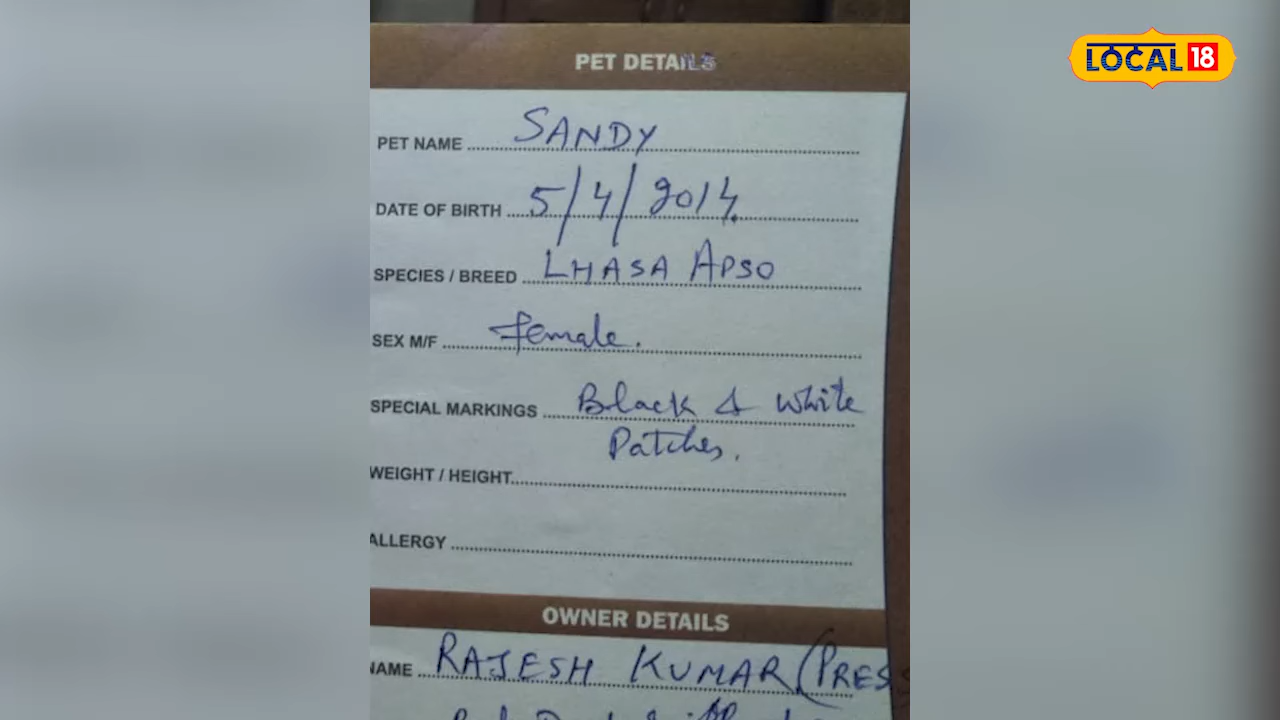 LOCAL 18
PET DETAILS
PET NAME SANDY
DATE OF BIRTH 5/4/2014.
SPECIES / BREED LHASA APSO
SEX M/F female.
SPECIAL MARKINGS Black & White
Patches.
WEIGHT / HEIGHT
ALLERGY
OWNER DETAILS
NAME RAJESH KUMAR (PRESS